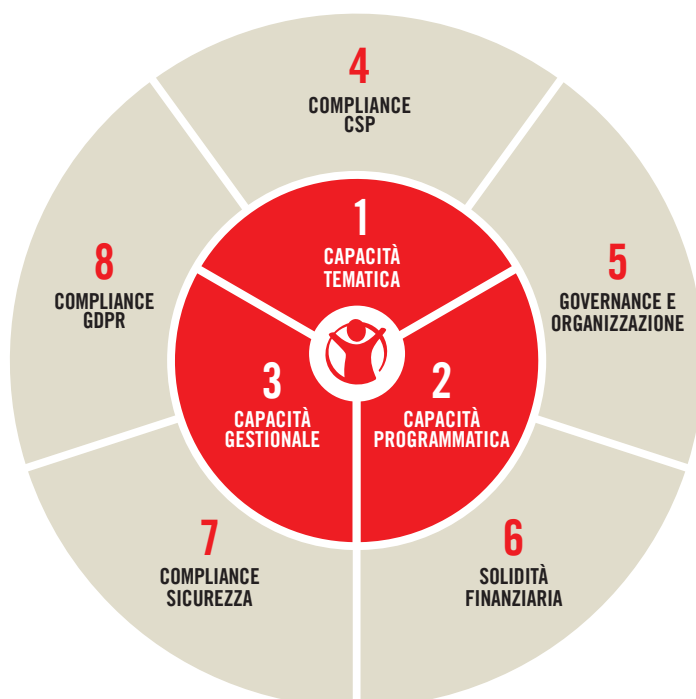 4
COMPLIANCE
CSP
1
CAPACITÀ
TEMATICA
8
COMPLIANCE
GDPR
5
GOVERNANCE E
ORGANIZZAZIONE
3
CAPACITÀ
GESTIONALE
2
CAPACITÀ
PROGRAMMATICA
7
COMPLIANCE
SICUREZZA
6
SOLIDITÀ
FINANZIARIA